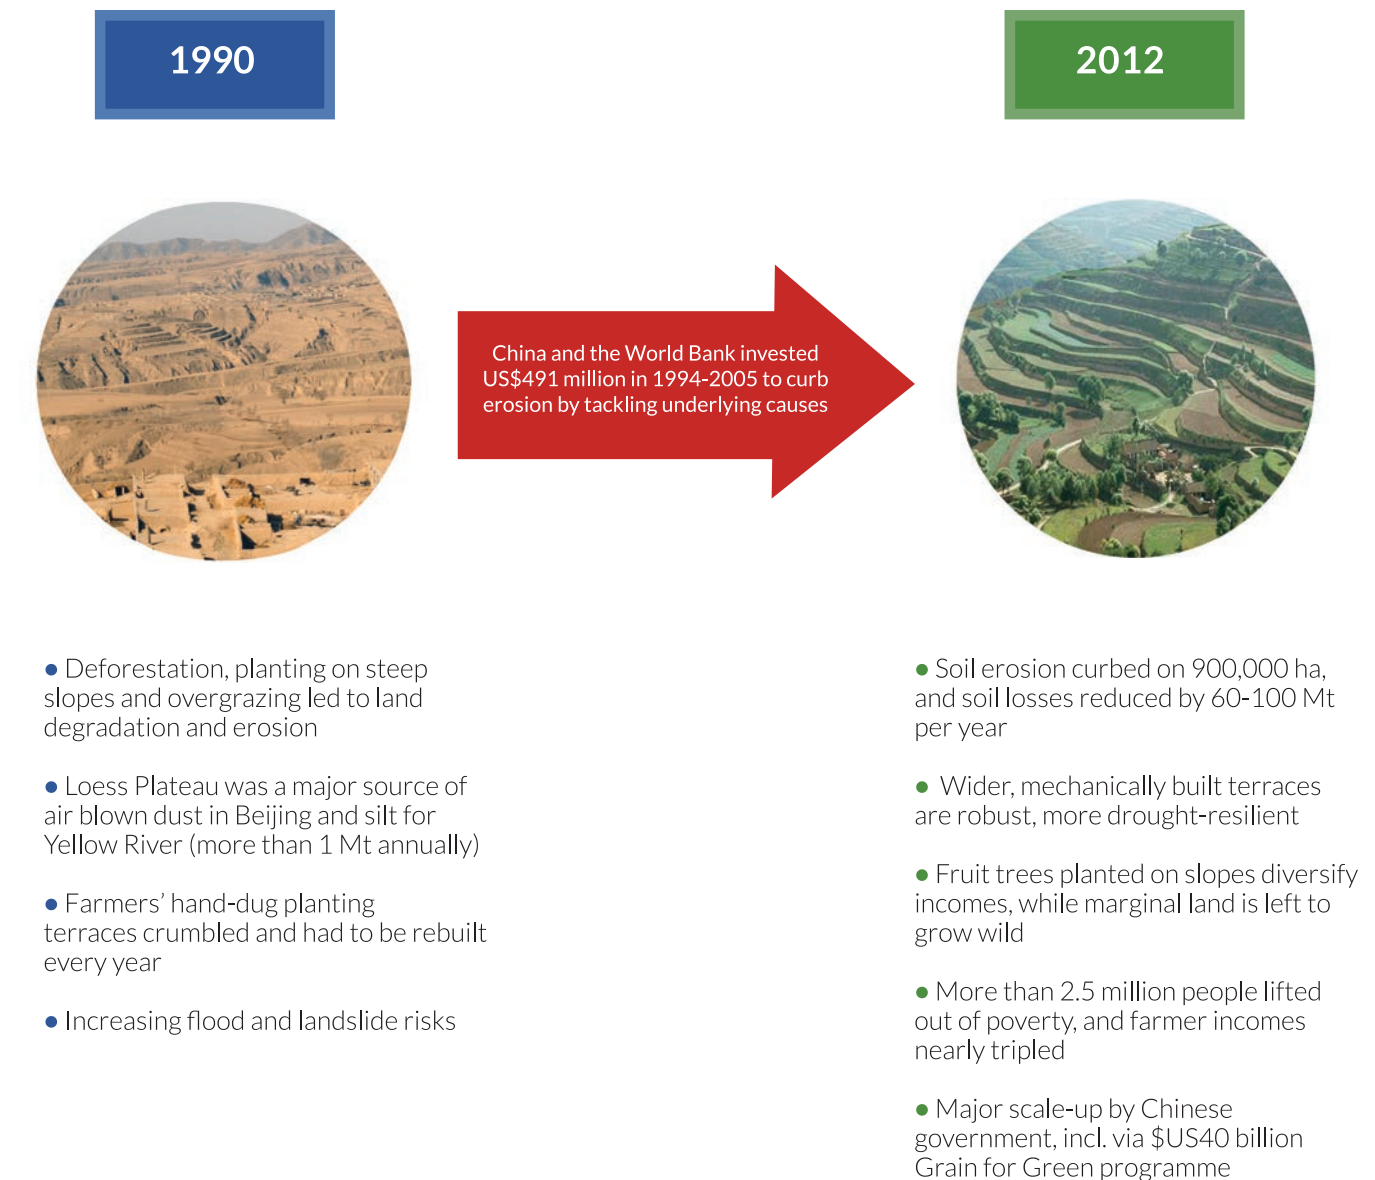 1990
2012
China and the World Bank invested
US$491 million in 1994-2005 to curb
erosion by tackling underlying causes
● Deforestation, planting on steep
slopes and overgrazing led to land
degradation and erosion
● Loess Plateau was a major source of
air blown dust in Beijing and silt for
Yellow River (more than 1 Mt annually)
● Farmers’ hand-dug planting
terraces crumbled and had to be rebuilt
every year
● Increasing flood and landslide risks
● Soil erosion curbed on 900,000 ha,
and soil losses reduced by 60-100 Mt
per year
● Wider, mechanically built terraces
are robust, more drought-resilient
● Fruit trees planted on slopes diversify
incomes, while marginal land is left to
grow wild
● More than 2.5 million people lifted
out of poverty, and farmer incomes
nearly tripled
● Major scale-up by Chinese
government, incl. via $US40 billion
Grain for Green programme